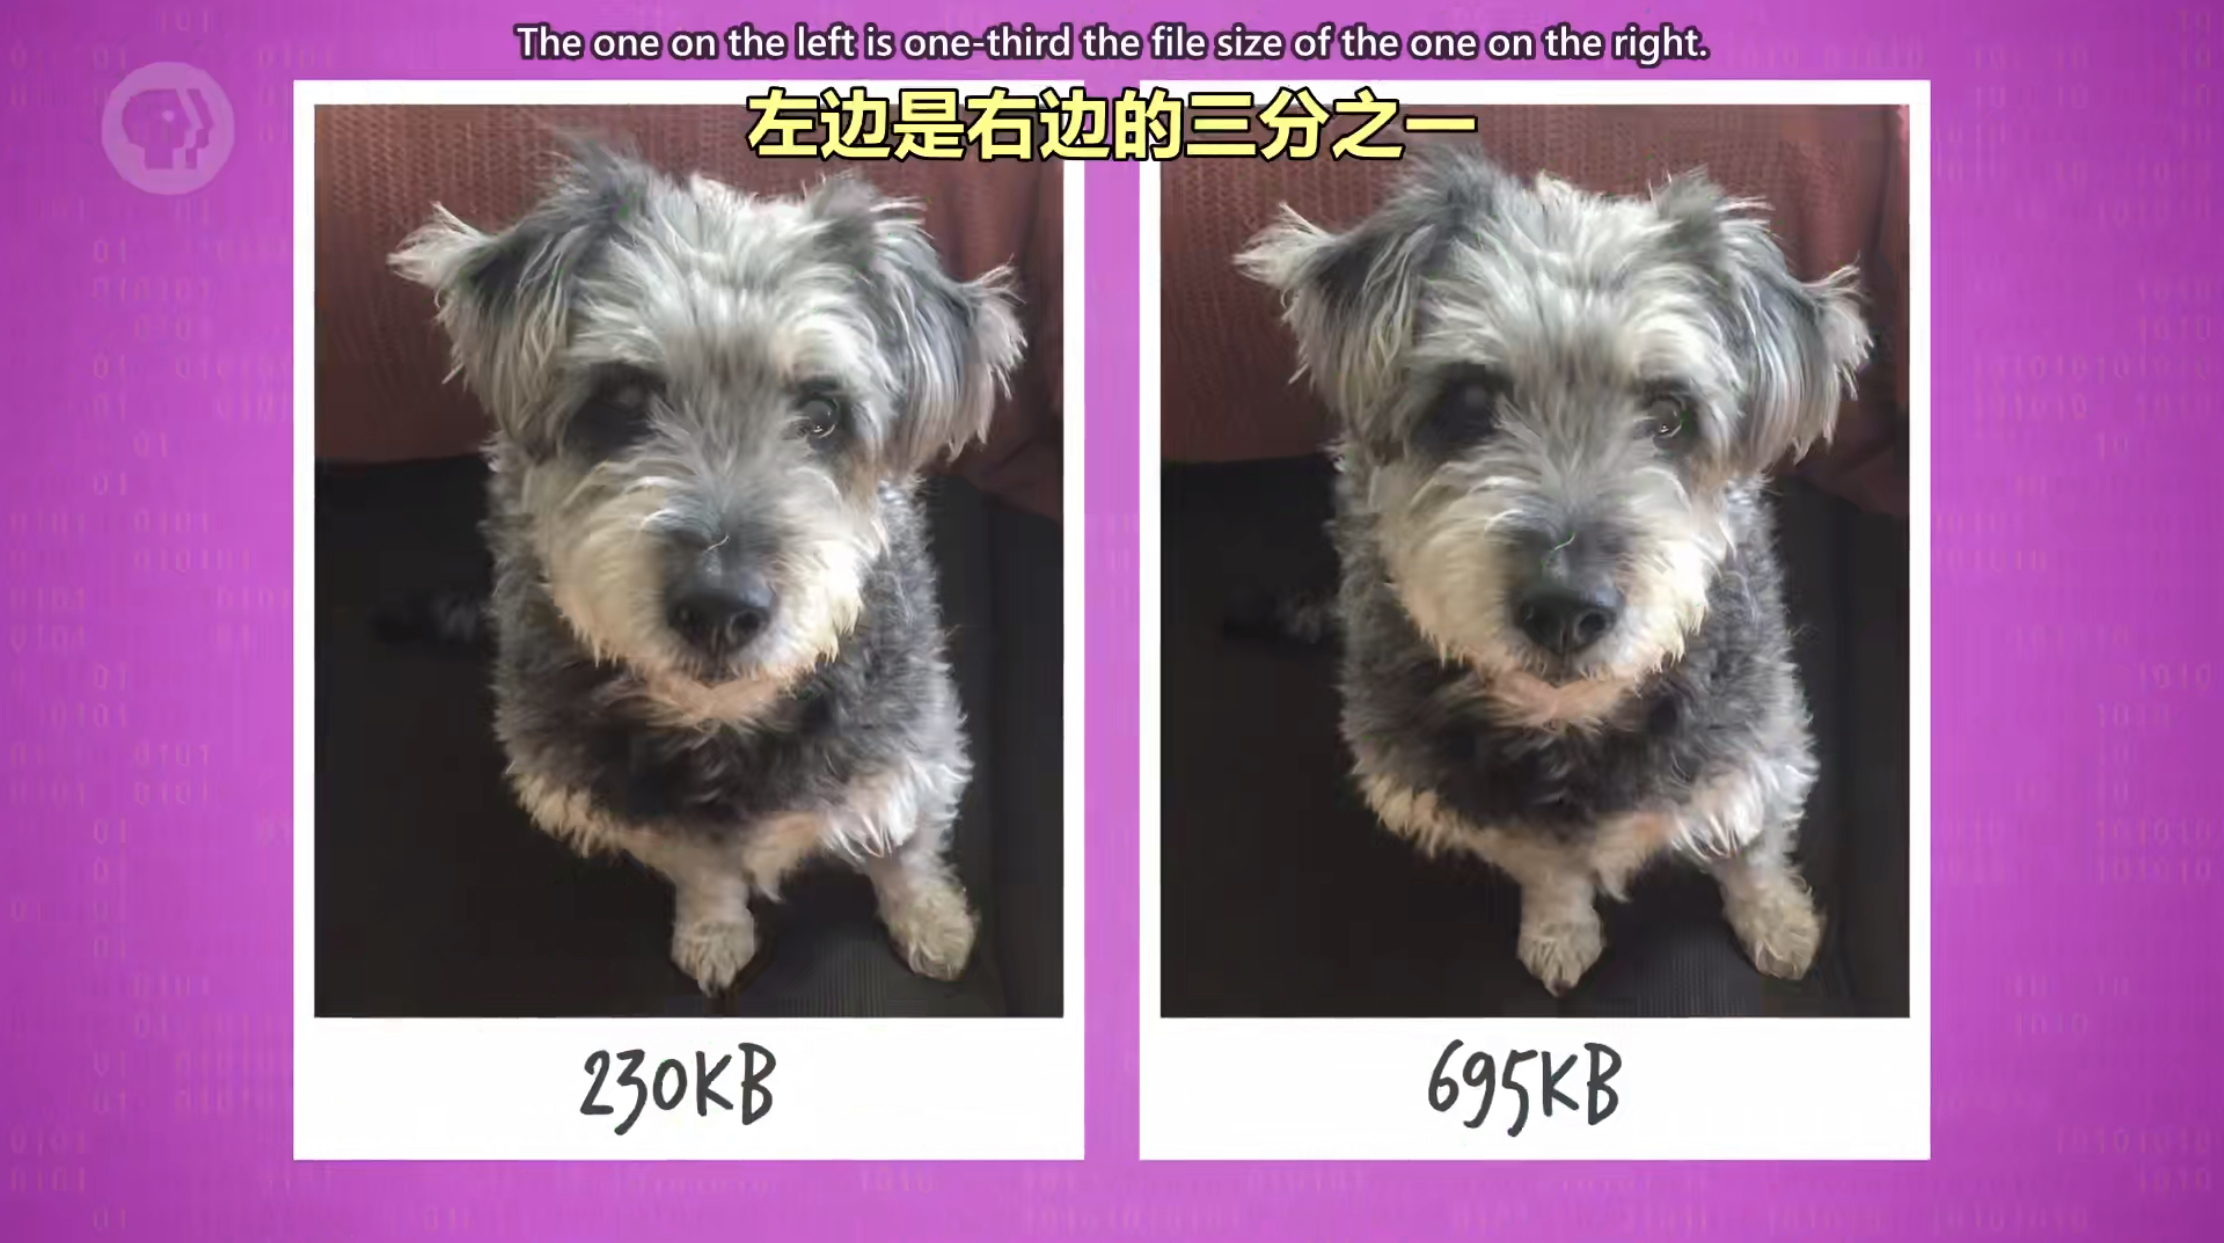 The one on the left is one-third the file size of the one on the right.
左边是右边的三分之一
230KB
695KB